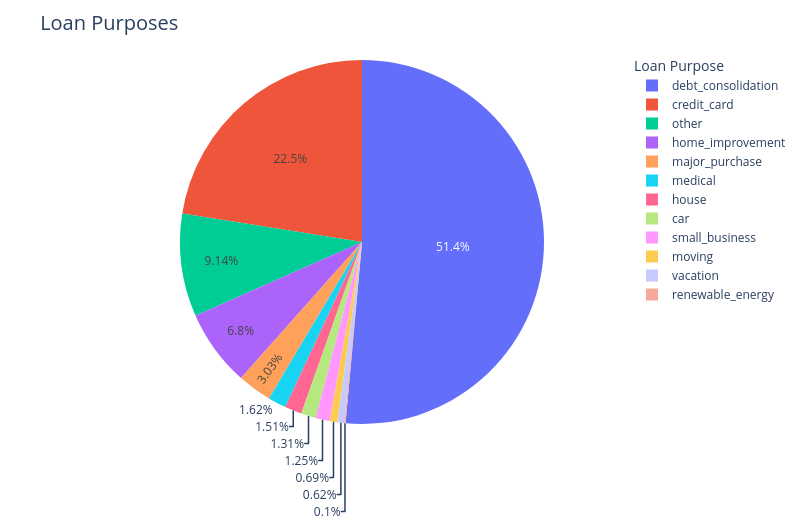 Loan Purposes
Loan Purpose
debt_consolidation
credit_card
other
home_improvement
major_purchase
medical
house
car
small_business
moving
vacation
renewable_energy
22.5%
51.4%
9.14%
6.8%
3.03%
1.62%
1.51%
1.31%
1.25%
0.69%
0.62%
0.1%